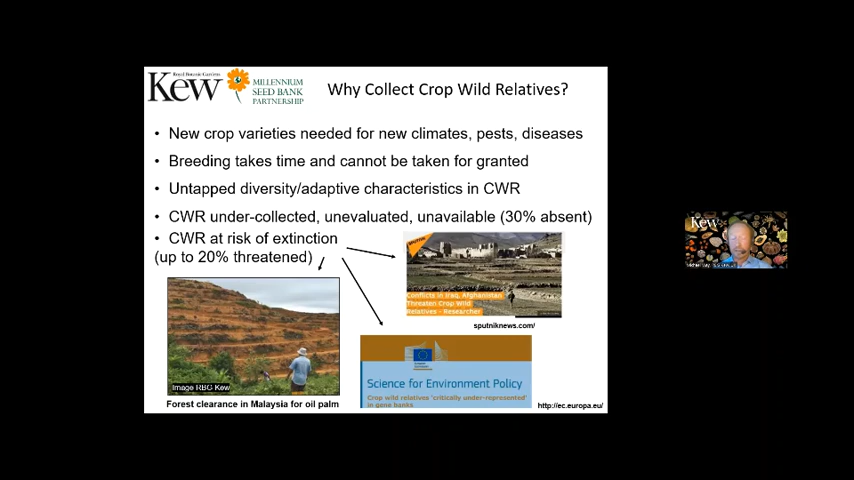 Royal Botanic Gardens
Kew
MILLENNIUM
SEED BANK
PARTNERSHIP
Why Collect Crop Wild Relatives?
• New crop varieties needed for new climates, pests, diseases
• Breeding takes time and cannot be taken for granted
• Untapped diversity/adaptive characteristics in CWR
• CWR under-collected, unevaluated, unavailable (30% absent)
• CWR at risk of extinction
(up to 20% threatened)
SPUTNIK
Conflicts in Iraq, Afghanistan
Threaten Crop Wild
Relatives - Researcher
sputniknews.com/
Image RBG Kew
Forest clearance in Malaysia for oil palm
Science for Environment Policy
Crop wild relatives 'critically under-represented'
in gene banks
http://ec.europa.eu/
Kew